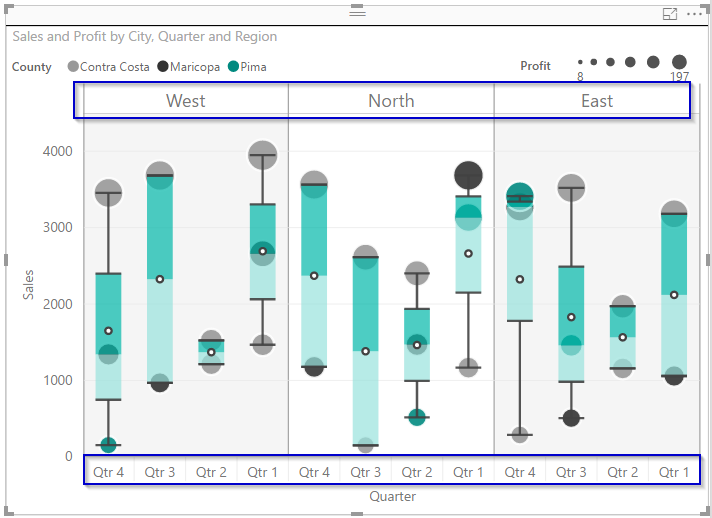 Sales and Profit by City, Quarter and Region
County Contra Costa Maricopa Pima Profit
8 197
West North East
4000
3000
2000
1000
0
Sales
Qtr 4 Qtr 3 Qtr 2 Qtr 1 Qtr 4 Qtr 3 Qtr 2 Qtr 1 Qtr 4 Qtr 3 Qtr 2 Qtr 1
Quarter